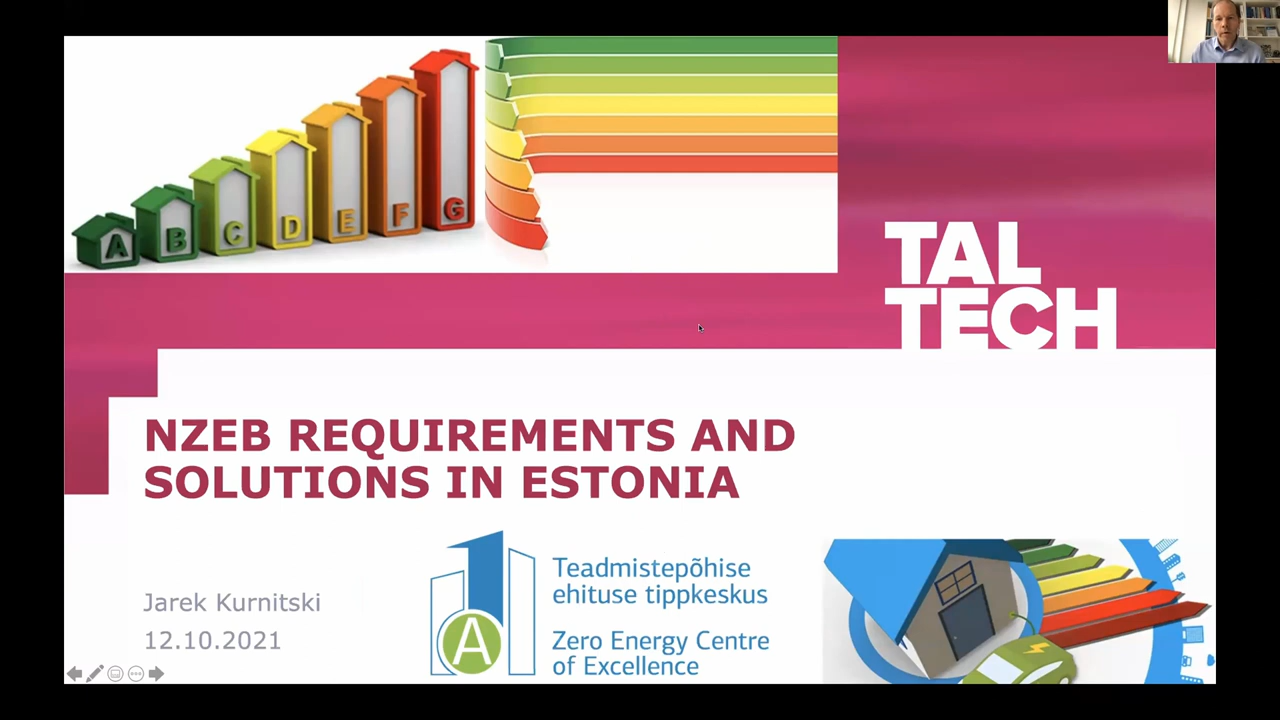 A B C D E F G
TAL
TECH
NZEB REQUIREMENTS AND
SOLUTIONS IN ESTONIA
Jarek Kurnitski
12.10.2021
A
Teadmistepõhise
ehituse tippkeskus
Zero Energy Centre
of Excellence